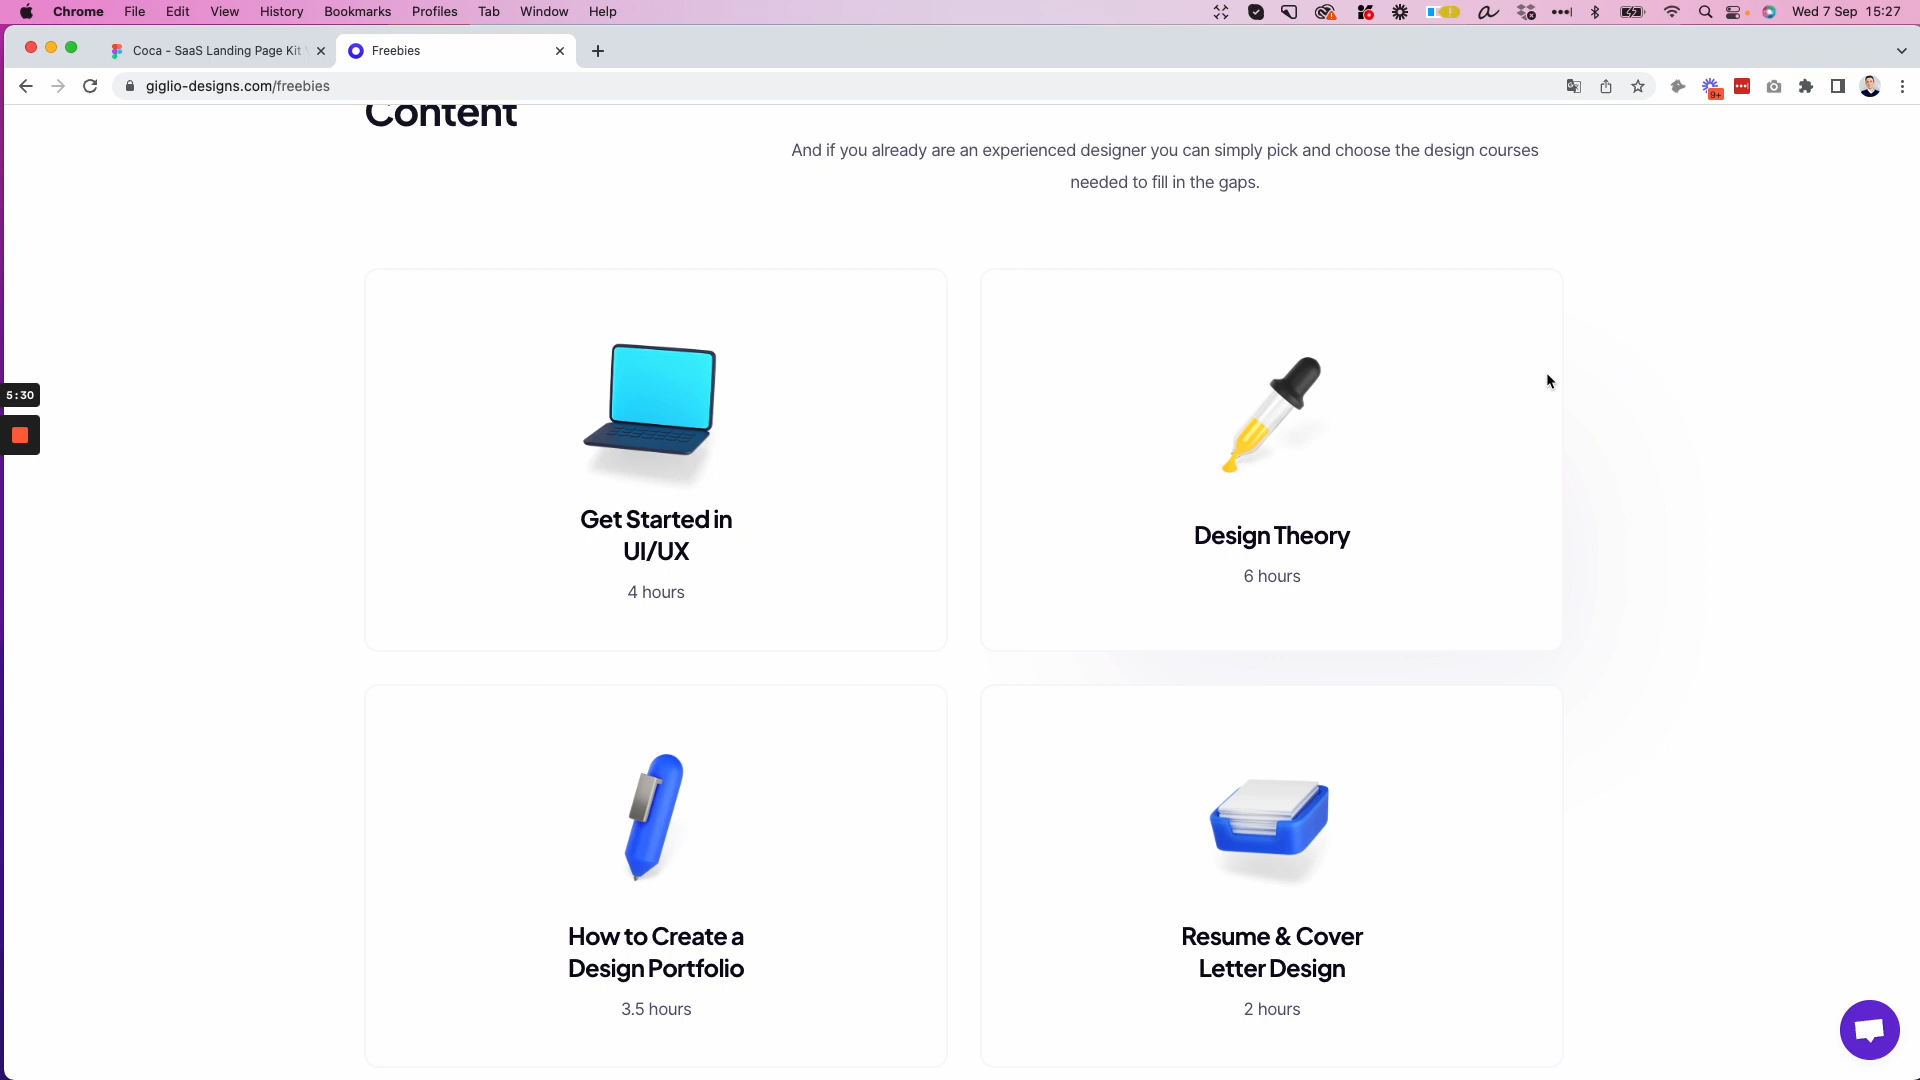 Chrome File Edit View History Bookmarks Profiles Tab Window Help Wed 7 Sep 15:27
Coca - SaaS Landing Page Kit
Freebies
giglio-designs.com/freebies
9+
Content
And if you already are an experienced designer you can simply pick and choose the design courses
needed to fill in the gaps.
5:30
Get Started in
UI/UX
4 hours
Design Theory
6 hours
How to Create a
Design Portfolio
3.5 hours
Resume & Cover
Letter Design
2 hours